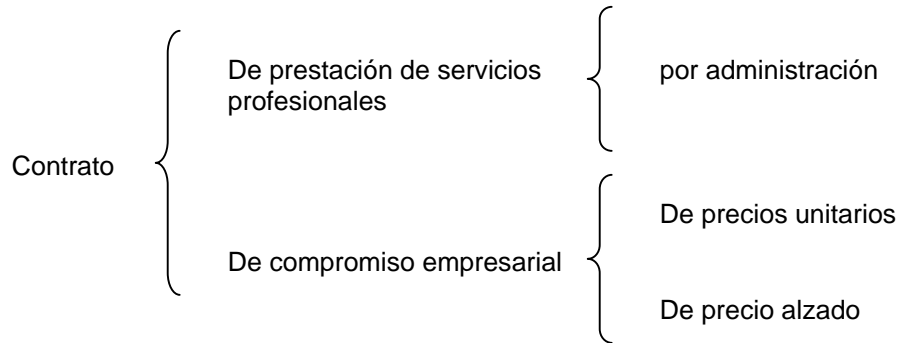 Contrato
De prestación de servicios
profesionales
por administración
De compromiso empresarial
De precios unitarios
De precio alzado